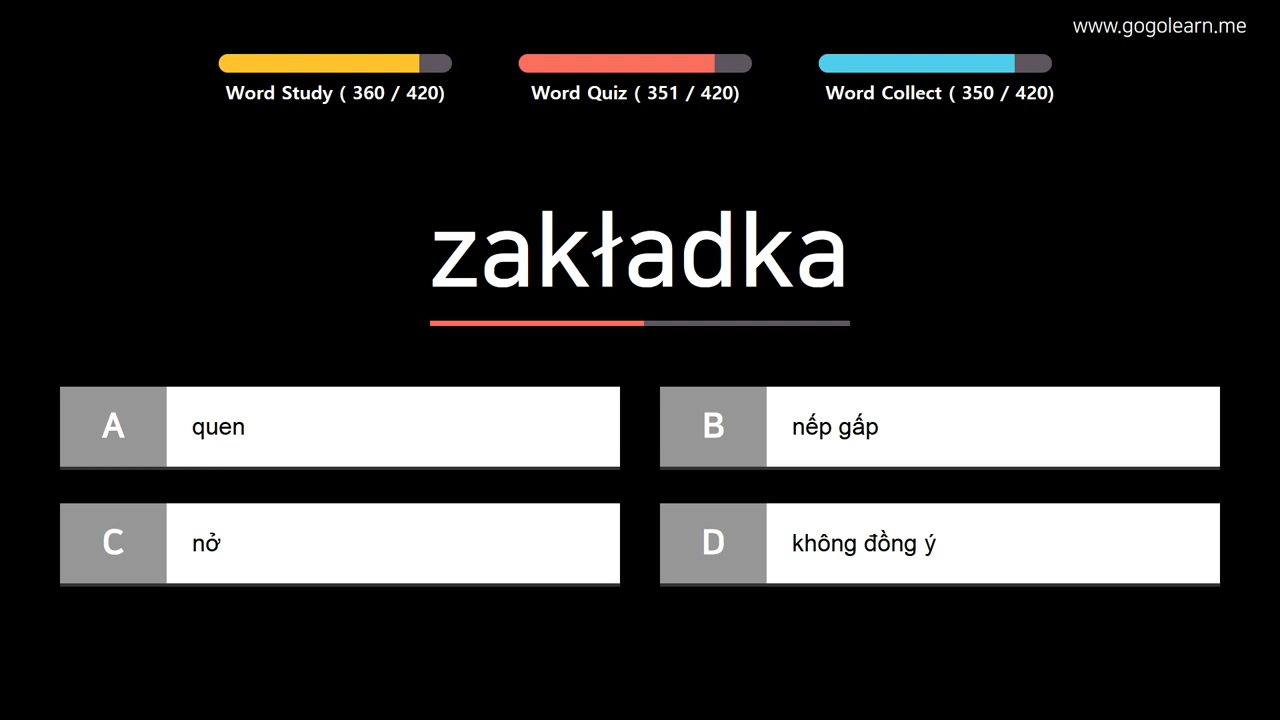 www.gogolearn.me
Word Study ( 360 / 420)
Word Quiz ( 351 / 420)
Word Collect ( 350 / 420)
zakładka
A quen
B nếp gấp
C nở
D không đồng ý